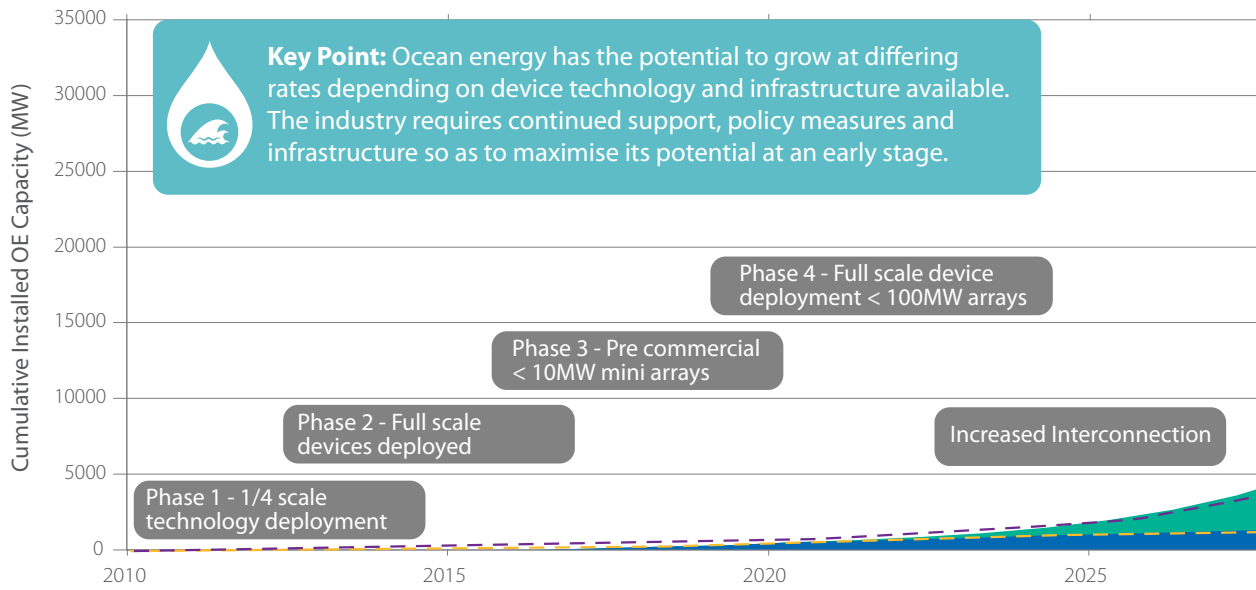 35000
30000
25000
20000
15000
10000
5000
0
Cumulative Installed OE Capacity (MW)
Key Point: Ocean energy has the potential to grow at differing
rates depending on device technology and infrastructure available.
The industry requires continued support, policy measures and
infrastructure so as to maximise its potential at an early stage.
Phase 4 - Full scale device
deployment < 100MW arrays
Phase 3 - Pre commercial
< 10MW mini arrays
Phase 2 - Full scale
devices deployed
Increased Interconnection
Phase 1 - 1/4 scale
technology deployment
2010
2015
2020
2025